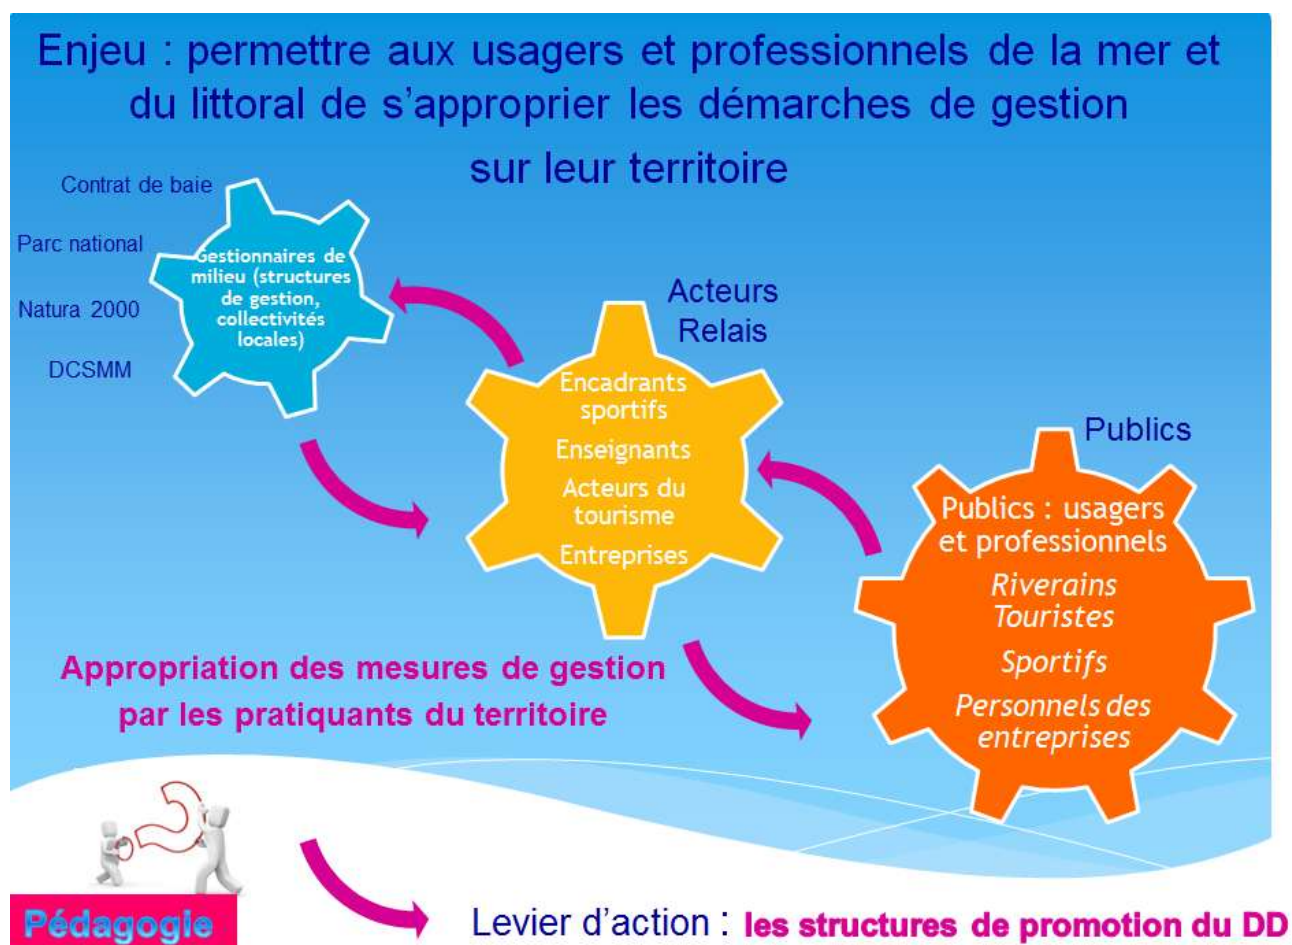 Enjeu : permettre aux usagers et professionnels de la mer et
du littoral de s'approprier les démarches de gestion
sur leur territoire
Contrat de baie
Parc national
Natura 2000
DCSMM
Gestionnaires de
milieu (structures
de gestion,
collectivités
locales)
Acteurs
Relais
Encadrants
sportifs
Enseignants
Acteurs du
tourisme
Entreprises
Publics
Publics : usagers
et professionnels
Riverains
Touristes
Sportifs
Personnels des
entreprises
Appropriation des mesures de gestion
par les pratiquants du territoire
Pédagogie
Levier d'action : les structures de promotion du DD